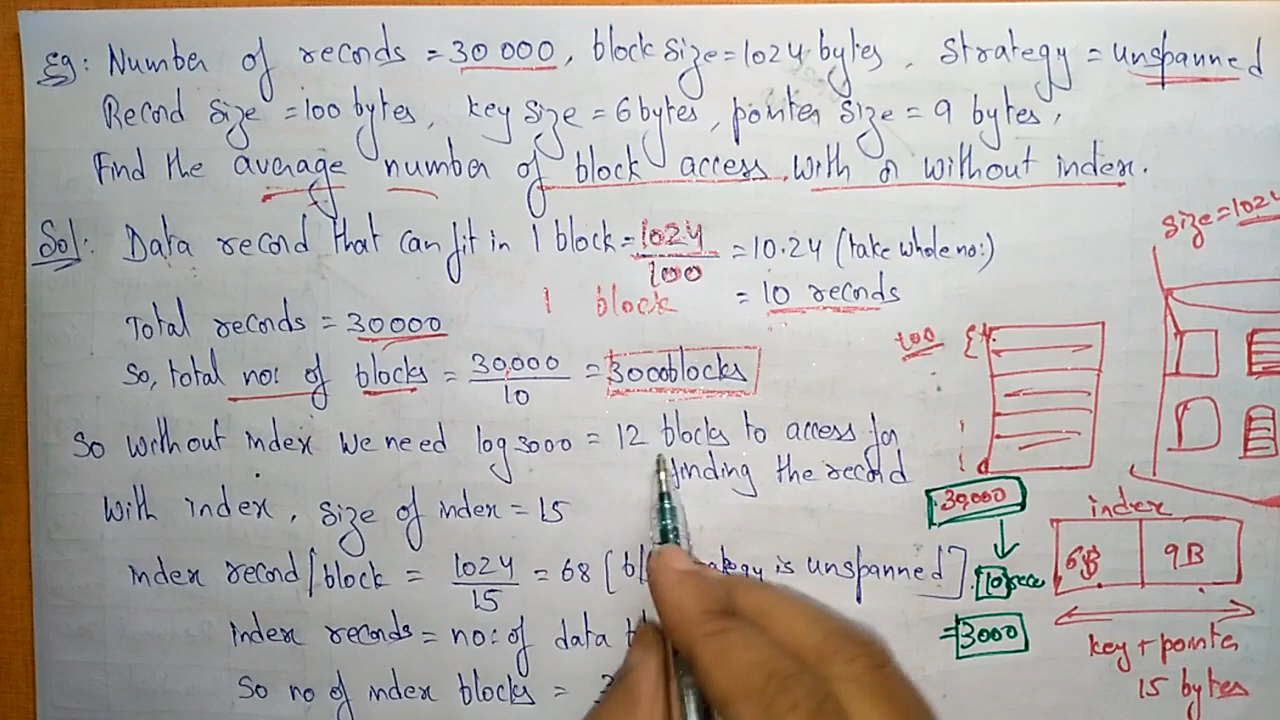 Eg: Number of records = 30 000, block size = 1024 bytes, Strategy = unspanned
Record size = 100 bytes, key size = 6 bytes, pointer size = 9 bytes,
Find the average number of block access with & without index.
Sol: Data record that can fit in 1 block = 1024/100 = 10.24 (take whole no:)
1 block = 10 records
Total records = 30000
So, total no: of blocks = 30,000/10 = 3000blocks
So without index we need log 3000 = 12 blocks to access for
finding the record
With index, size of index = 15
index record/block = 1024/15 = 68 [ is unspanned]
index records = no: of data
So no of index blocks =
size = 1024
100
30,000
10 rec
= 3000
index
6B 9B
key + pointer
15 bytes